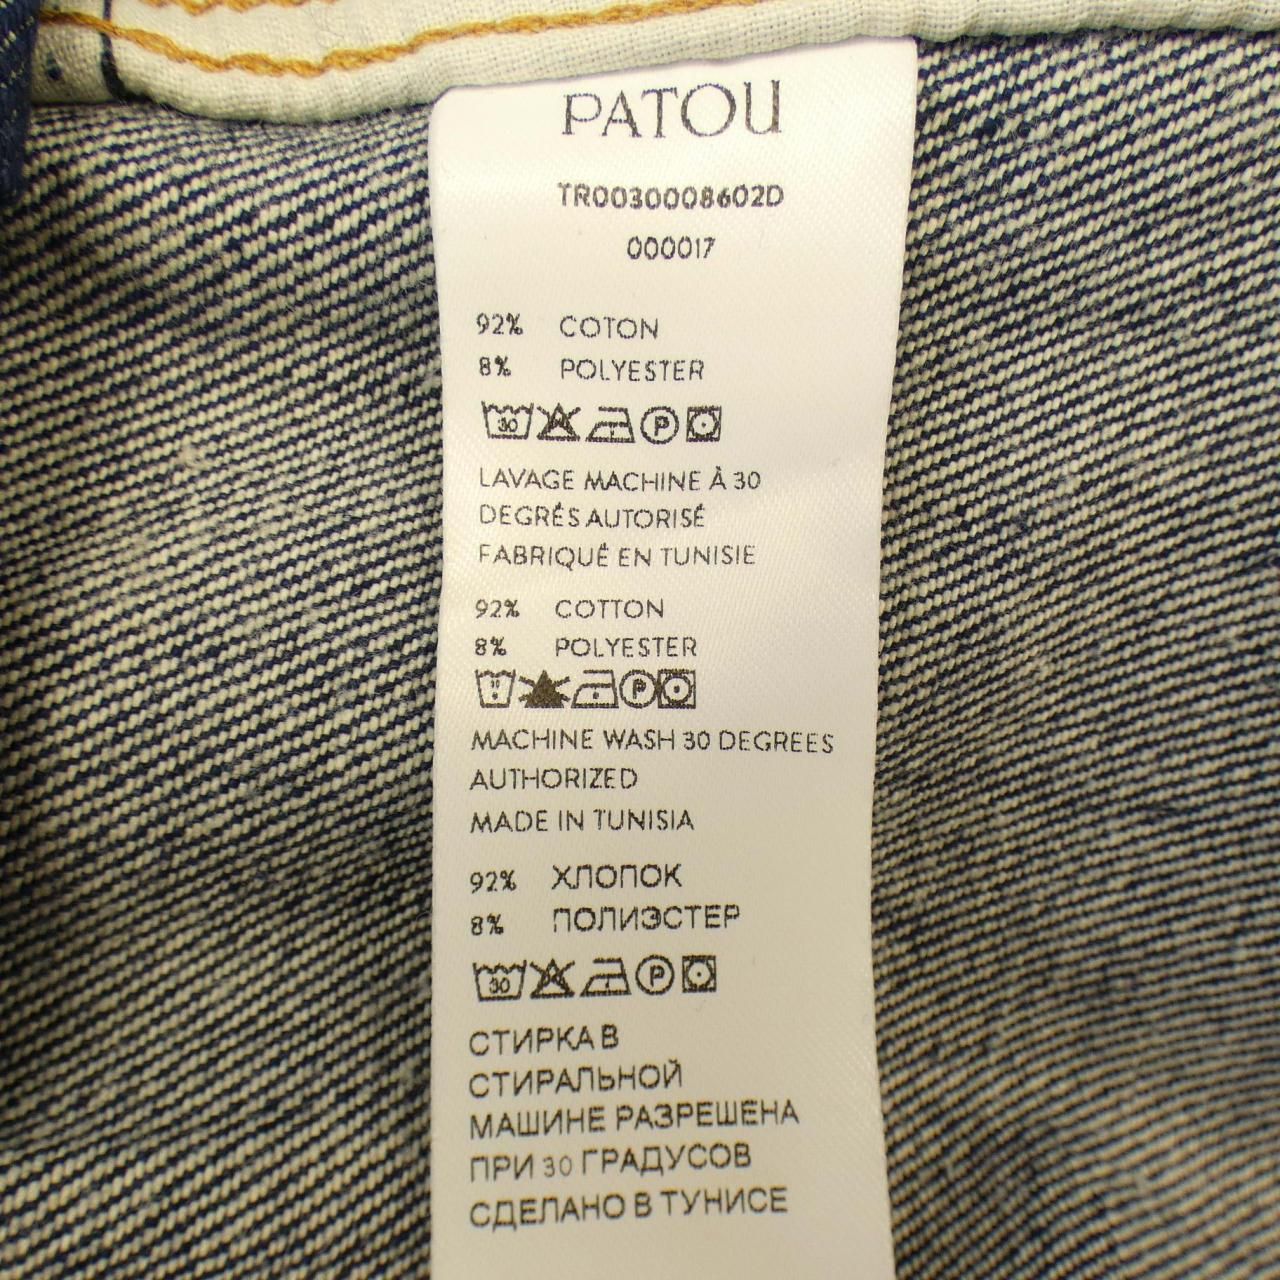 PATOU
TR0030008602D
000017
92% COTON
8% POLYESTER
30 P
LAVAGE MACHINE À 30
DEGRÉS AUTORISÉ
FABRIQUÉ EN TUNISIE
92% COTTON
8% POLYESTER
P
MACHINE WASH 30 DEGREES
AUTHORIZED
MADE IN TUNISIA
92% ХЛОПОК
8% ПОЛИЭСТЕР
30 P
СТИРКА В
СТИРАЛЬНОЙ
МАШИНЕ РАЗРЕШЕНА
ПРИ 30 ГРАДУСОВ
СДЕЛАНО В ТУНИСЕ